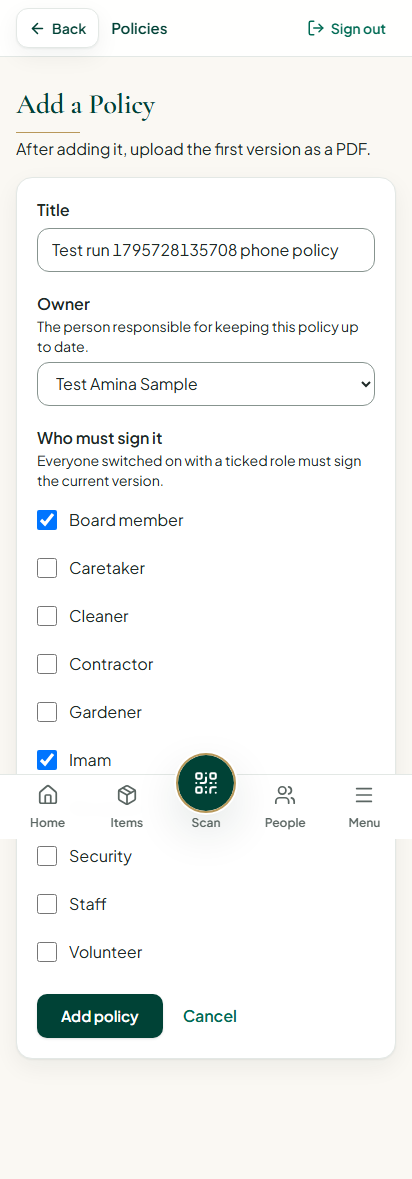 Back
Policies
Sign out
Add a Policy
After adding it, upload the first version as a PDF.
Title
Test run 1795728135708 phone policy
Owner
The person responsible for keeping this policy up
to date.
Test Amina Sample
Who must sign it
Everyone switched on with a ticked role must sign
the current version.
Board member
Caretaker
Cleaner
Contractor
Gardener
Imam
Home
Items
Scan
People
Menu
Security
Staff
Volunteer
Add policy
Cancel